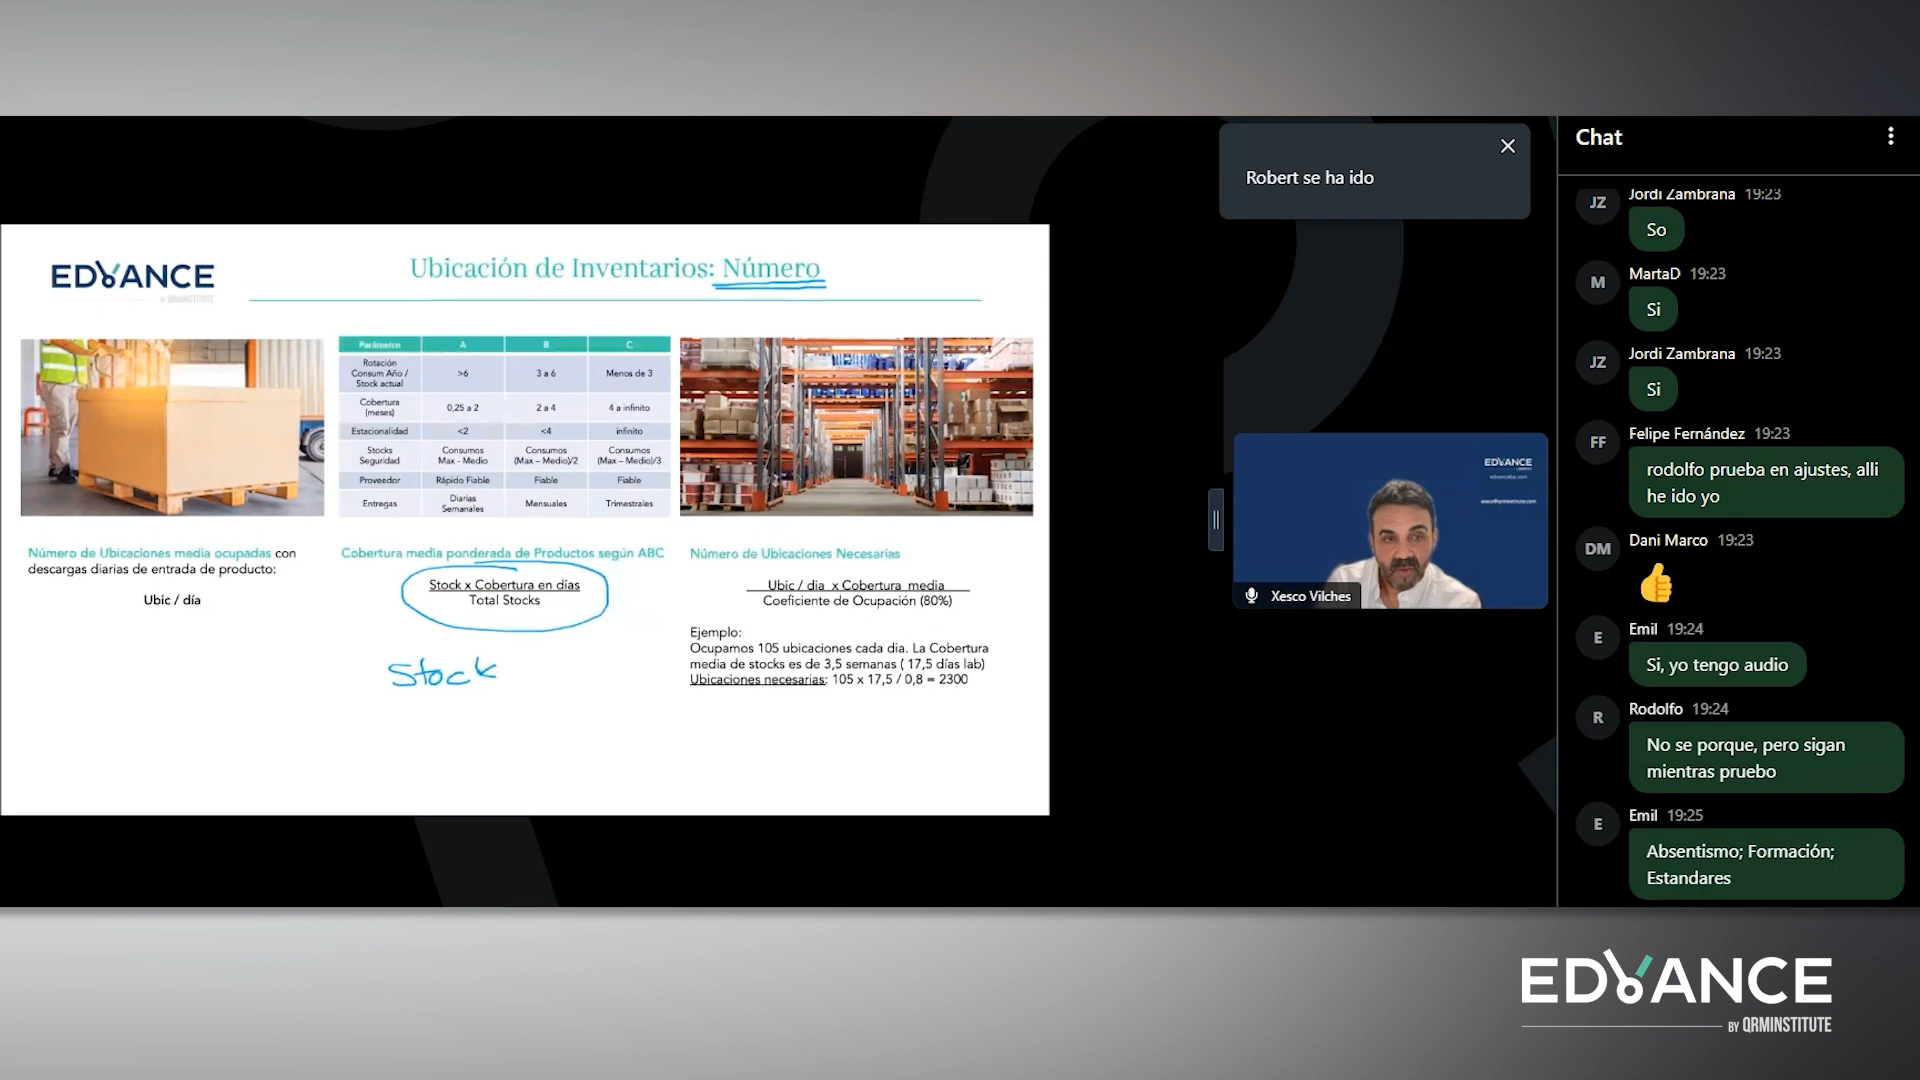 Robert se ha ido
EDVANCE
BY QRMINSTITUTE
Ubicación de Inventarios: Número
Parámetro A B C
Rotación
Consum Año /
Stock actual
>6 3 a 6 Menos de 3
Cobertura
(meses)
0,25 a 2 2 a 4 4 a infinito
Estacionalidad <2 <4 infinito
Stocks
Seguridad
Consumos
Max - Medio
Consumos
(Max – Medio)/2
Consumos
(Max – Medio)/3
Proveedor Rápido Fiable Fiable Fiable
Entregas
Diarias
Semanales
Mensuales Trimestrales
Número de Ubicaciones media ocupadas con
descargas diarias de entrada de producto:
Ubic / día
Cobertura media ponderada de Productos según ABC
Stock x Cobertura en días
Total Stocks
Stock
Número de Ubicaciones Necesarias
Ubic / dia x Cobertura media
Coeficiente de Ocupación (80%)
Ejemplo:
Ocupamos 105 ubicaciones cada dia. La Cobertura
media de stocks es de 3,5 semanas ( 17,5 días lab)
Ubicaciones necesarias: 105 x 17,5 / 0,8 = 2300
EDVANCE
Xesco Vilches
Chat
JZ
Jordi Zambrana 19:23
So
M
MartaD 19:23
Si
JZ
Jordi Zambrana 19:23
Si
FF
Felipe Fernández 19:23
rodolfo prueba en ajustes, alli
he ido yo
DM
Dani Marco 19:23
E
Emil 19:24
Si, yo tengo audio
R
Rodolfo 19:24
No se porque, pero sigan
mientras pruebo
E
Emil 19:25
Absentismo; Formación;
Estandares
EDVANCE
BY QRMINSTITUTE